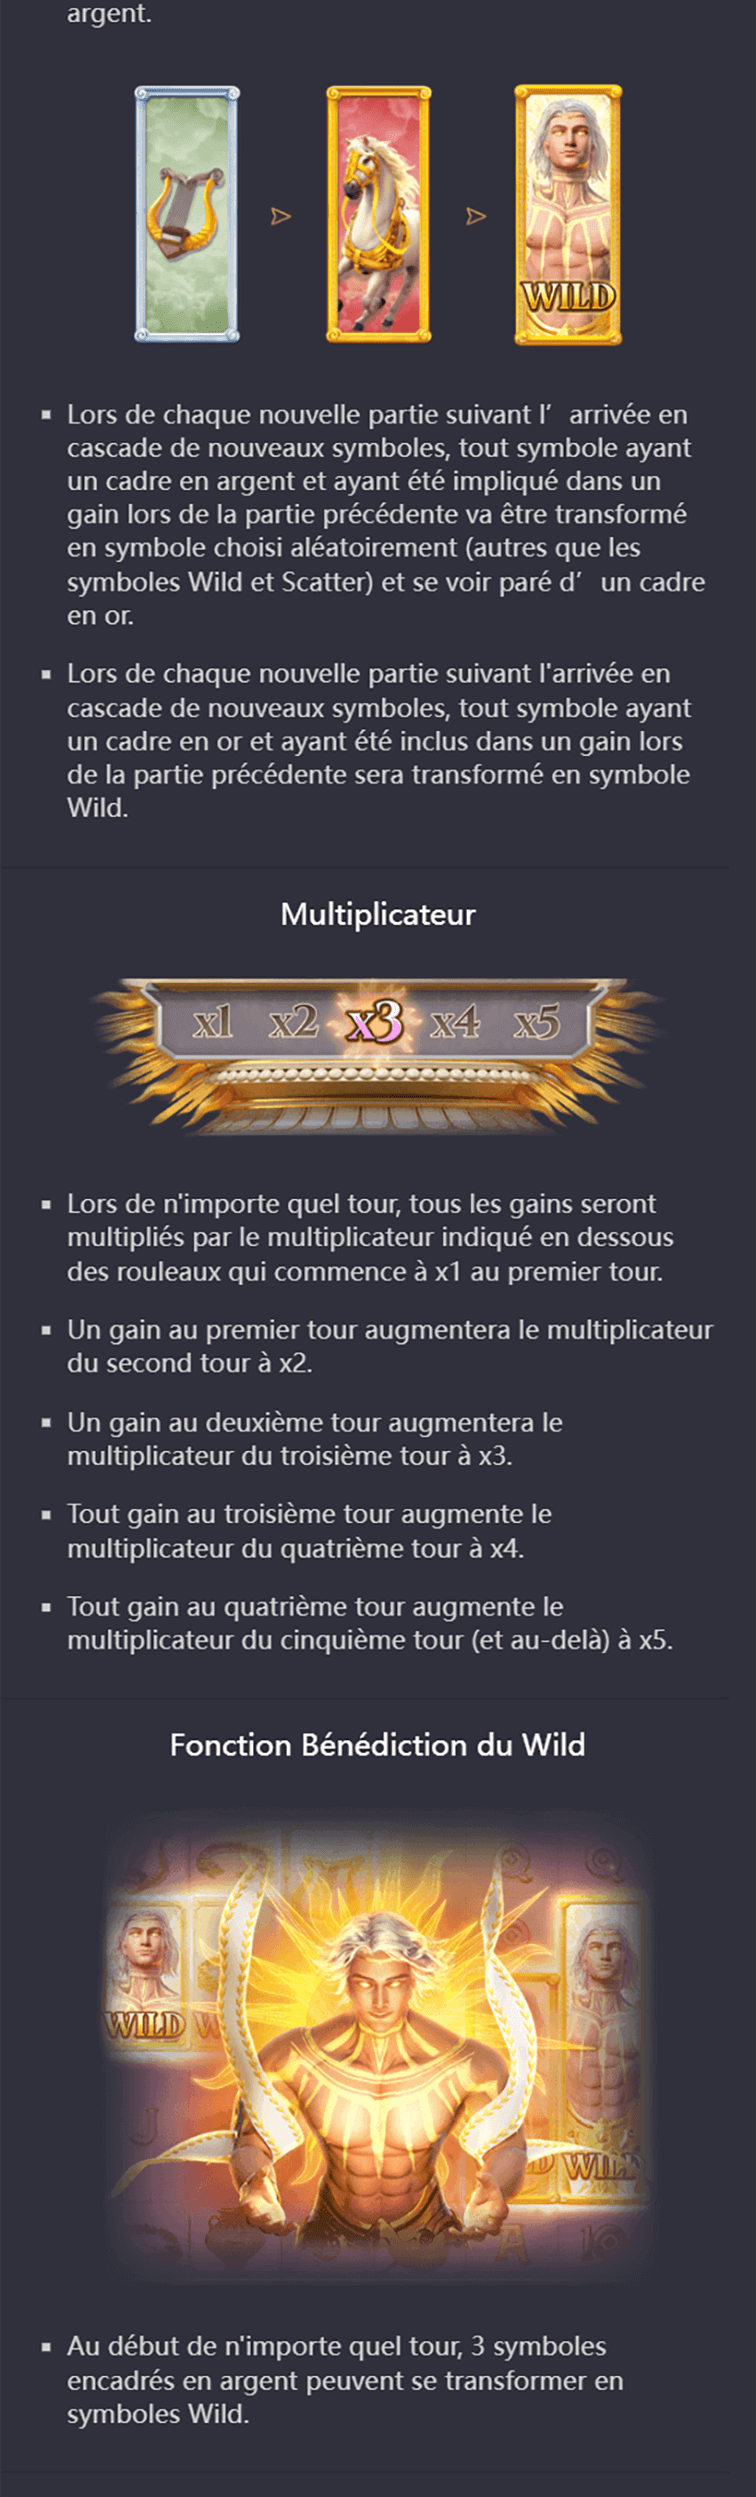 argent.
WILD
Lors de chaque nouvelle partie suivant l’ arrivée en
cascade de nouveaux symboles, tout symbole ayant
un cadre en argent et ayant été impliqué dans un
gain lors de la partie précédente va être transformé
en symbole choisi aléatoirement (autres que les
symboles Wild et Scatter) et se voir paré d’ un cadre
en or.
Lors de chaque nouvelle partie suivant l'arrivée en
cascade de nouveaux symboles, tout symbole ayant
un cadre en or et ayant été inclus dans un gain lors
de la partie précédente sera transformé en symbole
Wild.
Multiplicateur
x1 x2 x3 x4 x5
Lors de n'importe quel tour, tous les gains seront
multipliés par le multiplicateur indiqué en dessous
des rouleaux qui commence à x1 au premier tour.
Un gain au premier tour augmentera le multiplicateur
du second tour à x2.
Un gain au deuxième tour augmentera le
multiplicateur du troisième tour à x3.
Tout gain au troisième tour augmente le
multiplicateur du quatrième tour à x4.
Tout gain au quatrième tour augmente le
multiplicateur du cinquième tour (et au-delà) à x5.
Fonction Bénédiction du Wild
Q Q
WILD W
J
D WILD
A 10
Au début de n'importe quel tour, 3 symboles
encadrés en argent peuvent se transformer en
symboles Wild.